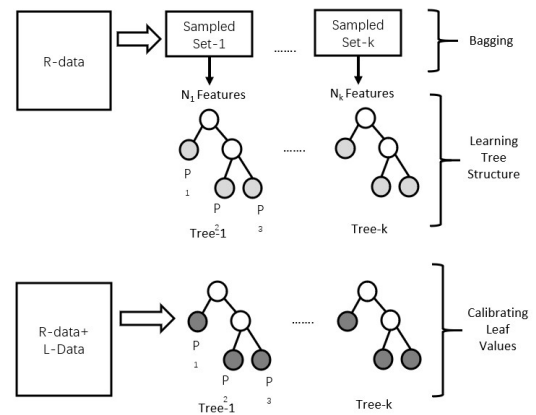 R-data
Sampled
Set-1
........
Sampled
Set-k
Bagging
N1 Features
Nk Features
........
Learning
Tree
Structure
P
1
P
2
P
3
Tree-1
Tree-k
R-data+
L-Data
........
Calibrating
Leaf
Values
P
1
P
2
P
3
Tree-1
Tree-k